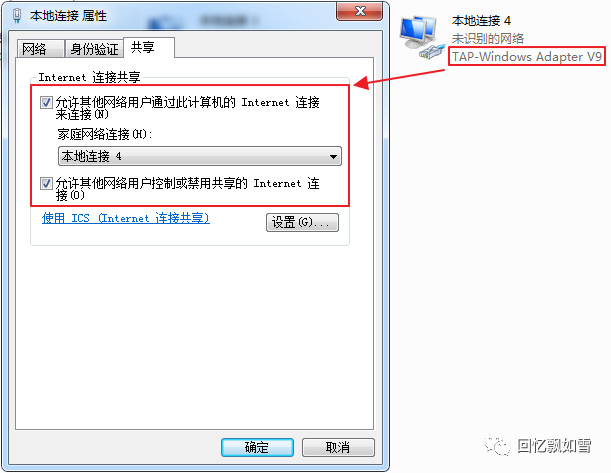 本地连接 属性
网络
身份验证
共享
Internet 连接共享
允许其他网络用户通过此计算机的 Internet 连接
来连接(N)
家庭网络连接(H):
本地连接 4
允许其他网络用户控制或禁用共享的 Internet 连
接(O)
使用 ICS (Internet 连接共享)
设置(G)...
确定
取消
本地连接 4
未识别的网络
TAP-Windows Adapter V9
回忆飘如雪